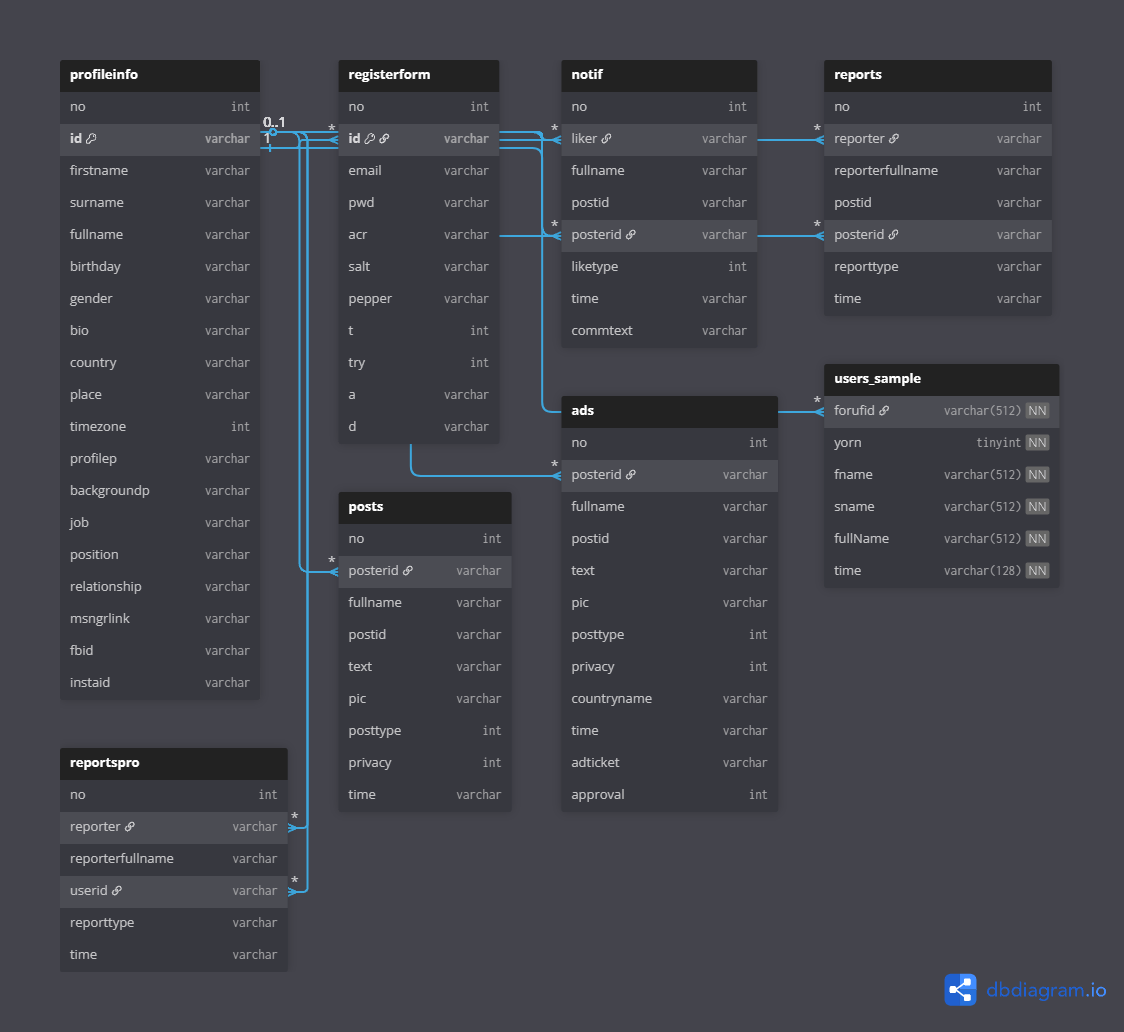 profileinfo
no int
id varchar
firstname varchar
surname varchar
fullname varchar
birthday varchar
gender varchar
bio varchar
country varchar
place varchar
timezone int
profilep varchar
backgroundp varchar
job varchar
position varchar
relationship varchar
msngrlink varchar
fbid varchar
instaid varchar
0..1
1
*
registerform
no int
id varchar
email varchar
pwd varchar
acr varchar
salt varchar
pepper varchar
t int
try int
a varchar
d varchar
*
*
notif
no int
liker varchar
fullname varchar
postid varchar
posterid varchar
liketype int
time varchar
commtext varchar
*
*
reports
no int
reporter varchar
reporterfullname varchar
postid varchar
posterid varchar
reporttype varchar
time varchar
*
users_sample
forufid varchar(512) NN
yorn tinyint NN
fname varchar(512) NN
sname varchar(512) NN
fullName varchar(512) NN
time varchar(128) NN
*
ads
no int
posterid varchar
fullname varchar
postid varchar
text varchar
pic varchar
posttype int
privacy int
countryname varchar
time varchar
adticket varchar
approval int
*
posts
no int
posterid varchar
fullname varchar
postid varchar
text varchar
pic varchar
posttype int
privacy int
time varchar
reportspro
no int
reporter varchar
reporterfullname varchar
userid varchar
reporttype varchar
time varchar
*
*
dbdiagram.io